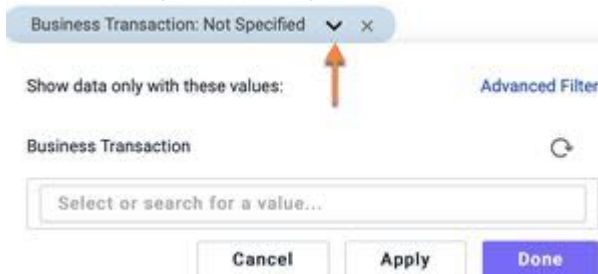 Business Transaction: Not Specified
Show data only with these values: Advanced Filter
Business Transaction
Select or search for a value...
Cancel Apply Done